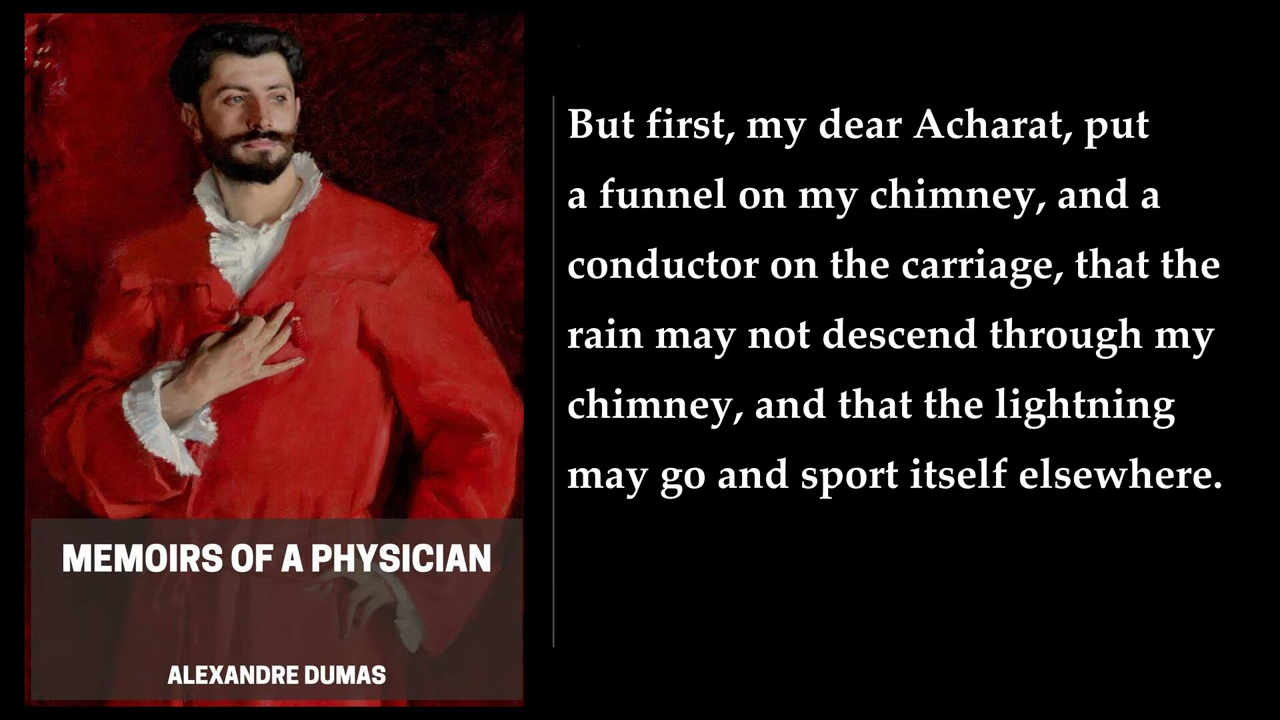 But first, my dear Acharat, put
a funnel on my chimney, and a
conductor on the carriage, that the
rain may not descend through my
chimney, and that the lightning
may go and sport itself elsewhere.
MEMOIRS OF A PHYSICIAN
ALEXANDRE DUMAS